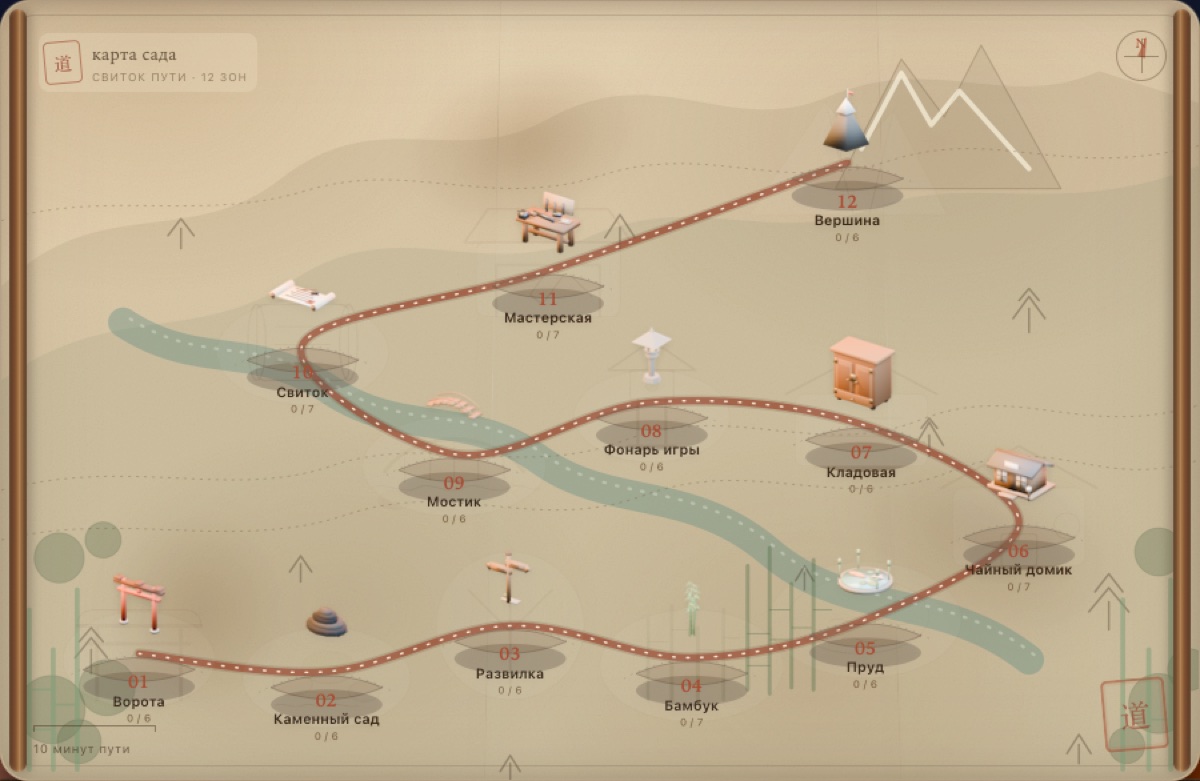 道
карта сада
СВИТОК ПУТИ · 12 ЗОН
N
12
Вершина
0 / 6
11
Мастерская
0 / 7
10
Свиток
0 / 7
09
Мостик
0 / 6
08
Фонарь игры
0 / 6
07
Кладовая
0 / 6
06
Чайный домик
0 / 7
05
Пруд
0 / 6
04
Бамбук
0 / 7
03
Развилка
0 / 6
02
Каменный сад
0 / 6
01
Ворота
0 / 6
10 минут пути
道